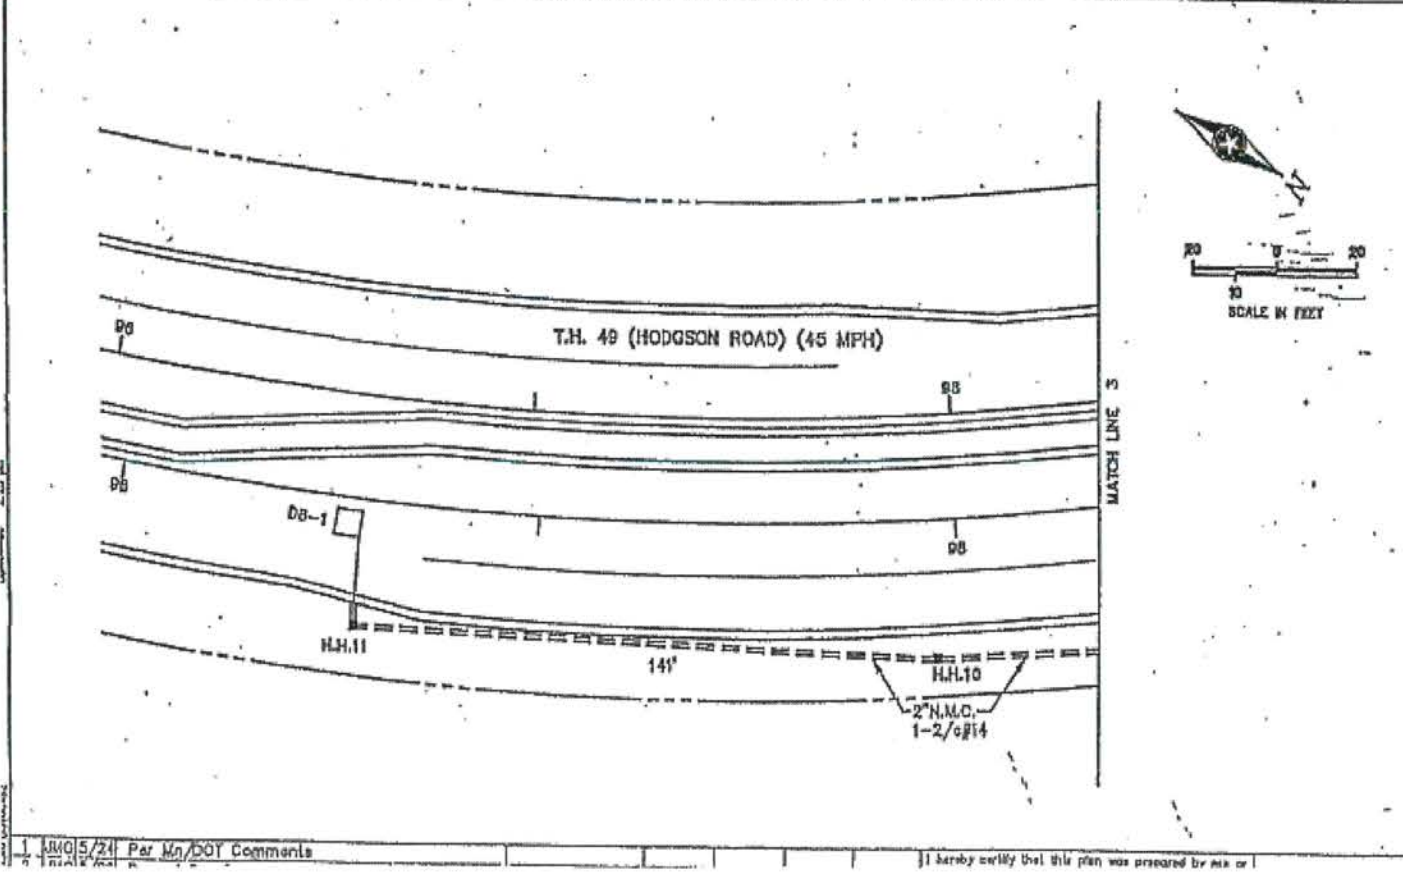 N
20 0 20
10
SCALE IN FEET
T.H. 49 (HODGSON ROAD) (45 MPH)
96
98
MATCH LINE 3
98
D8-1
98
H.H.11
141'
H.H.10
2"N.M.C.
1-2/c#14
1 JMG 5/24 Per Mn/DOT Comments
I hereby certify that this plan was prepared by me or